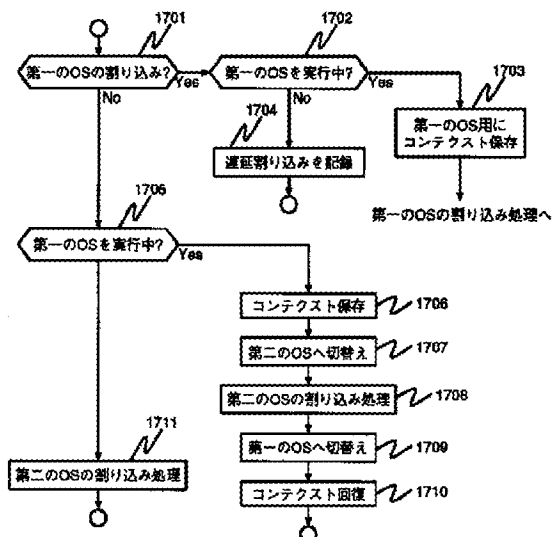 1701
第一のOSの割り込み?
Yes
No
1702
第一のOSを実行中?
Yes
No
1703
第一のOS用に
コンテクスト保存
第一のOSの割り込み処理へ
1704
遅延割り込みを記録
1705
第一のOSを実行中?
Yes
コンテクスト保存
1706
第二のOSへ切替え
1707
第二のOSの割り込み処理
1708
第一のOSへ切替え
1709
コンテクスト回復
1710
1711
第二のOSの割り込み処理